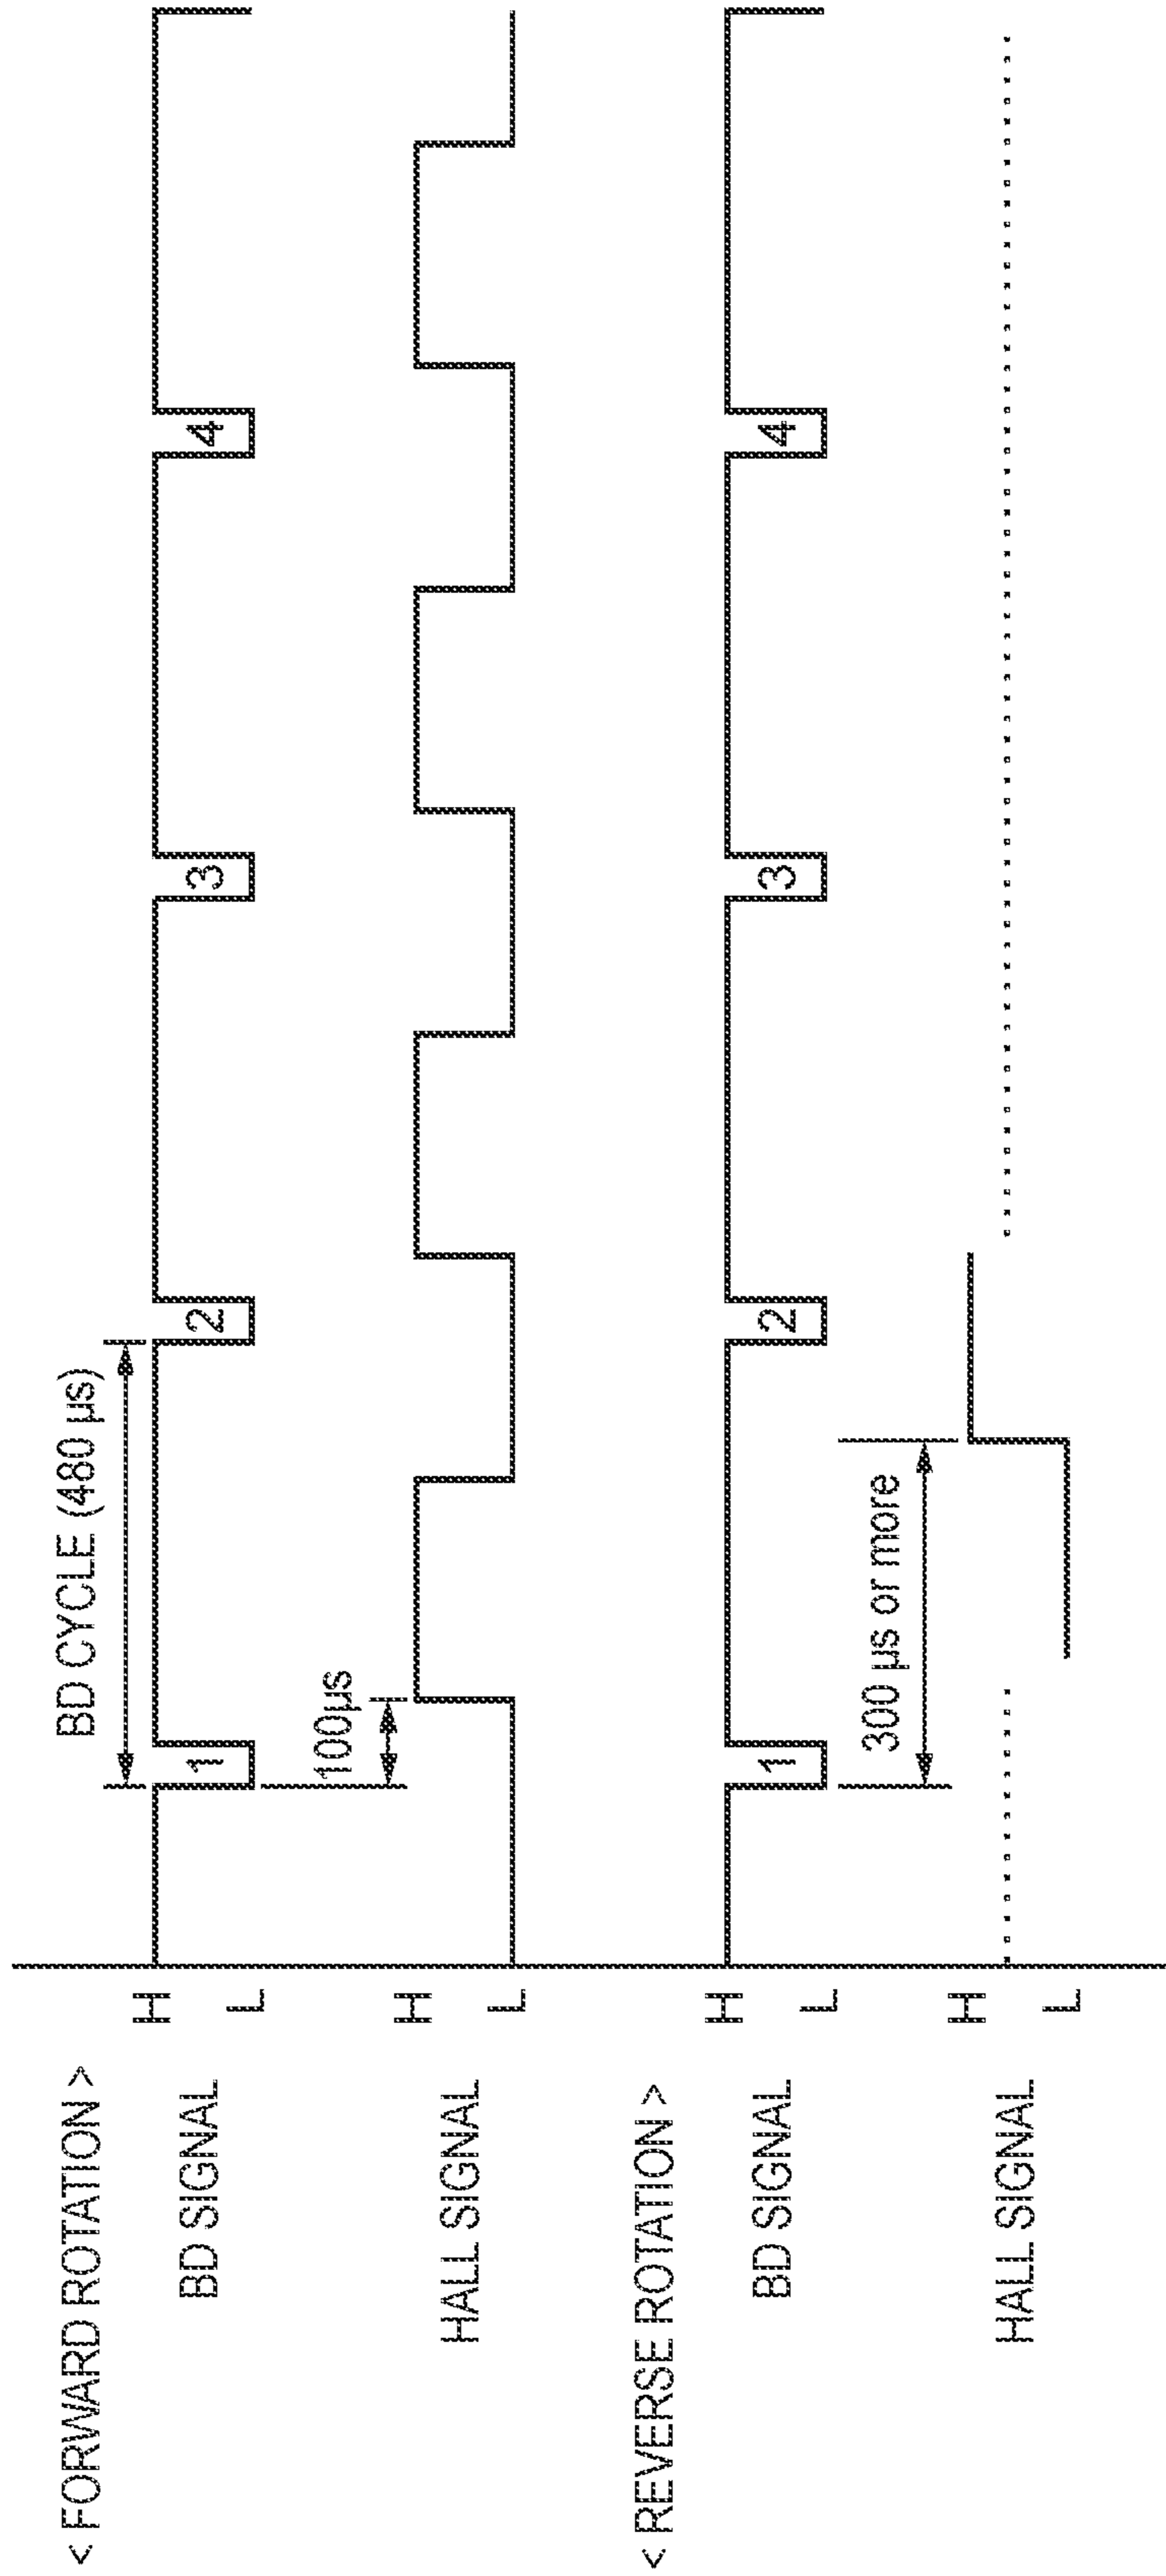 < FORWARD ROTATION >
BD CYCLE (480 μs)
BD SIGNAL
H
L
1
2
3
4
100μs
HALL SIGNAL
H
L
< REVERSE ROTATION >
BD SIGNAL
H
L
1
2
3
4
300 μs or more
HALL SIGNAL
H
L